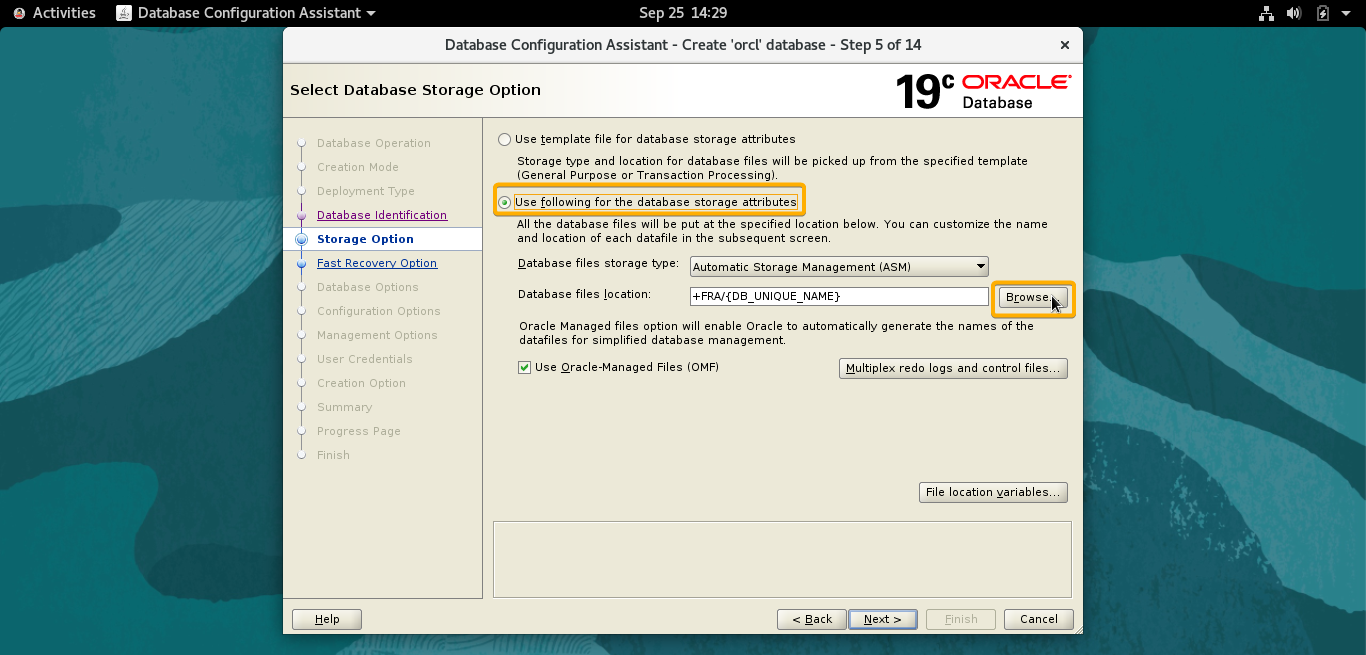 Activities
Database Configuration Assistant
Sep 25 14:29
Database Configuration Assistant - Create 'orcl' database - Step 5 of 14
Select Database Storage Option
19c ORACLE
Database
Database Operation
Creation Mode
Deployment Type
Database Identification
Storage Option
Fast Recovery Option
Database Options
Configuration Options
Management Options
User Credentials
Creation Option
Summary
Progress Page
Finish
Use template file for database storage attributes
Storage type and location for database files will be picked up from the specified template
(General Purpose or Transaction Processing).
Use following for the database storage attributes
All the database files will be put at the specified location below. You can customize the name
and location of each datafile in the subsequent screen.
Database files storage type: Automatic Storage Management (ASM)
Database files location: +FRA/{DB_UNIQUE_NAME} Browse..
Oracle Managed files option will enable Oracle to automatically generate the names of the
datafiles for simplified database management.
Use Oracle-Managed Files (OMF) Multiplex redo logs and control files...
File location variables...
Help < Back Next > Finish Cancel